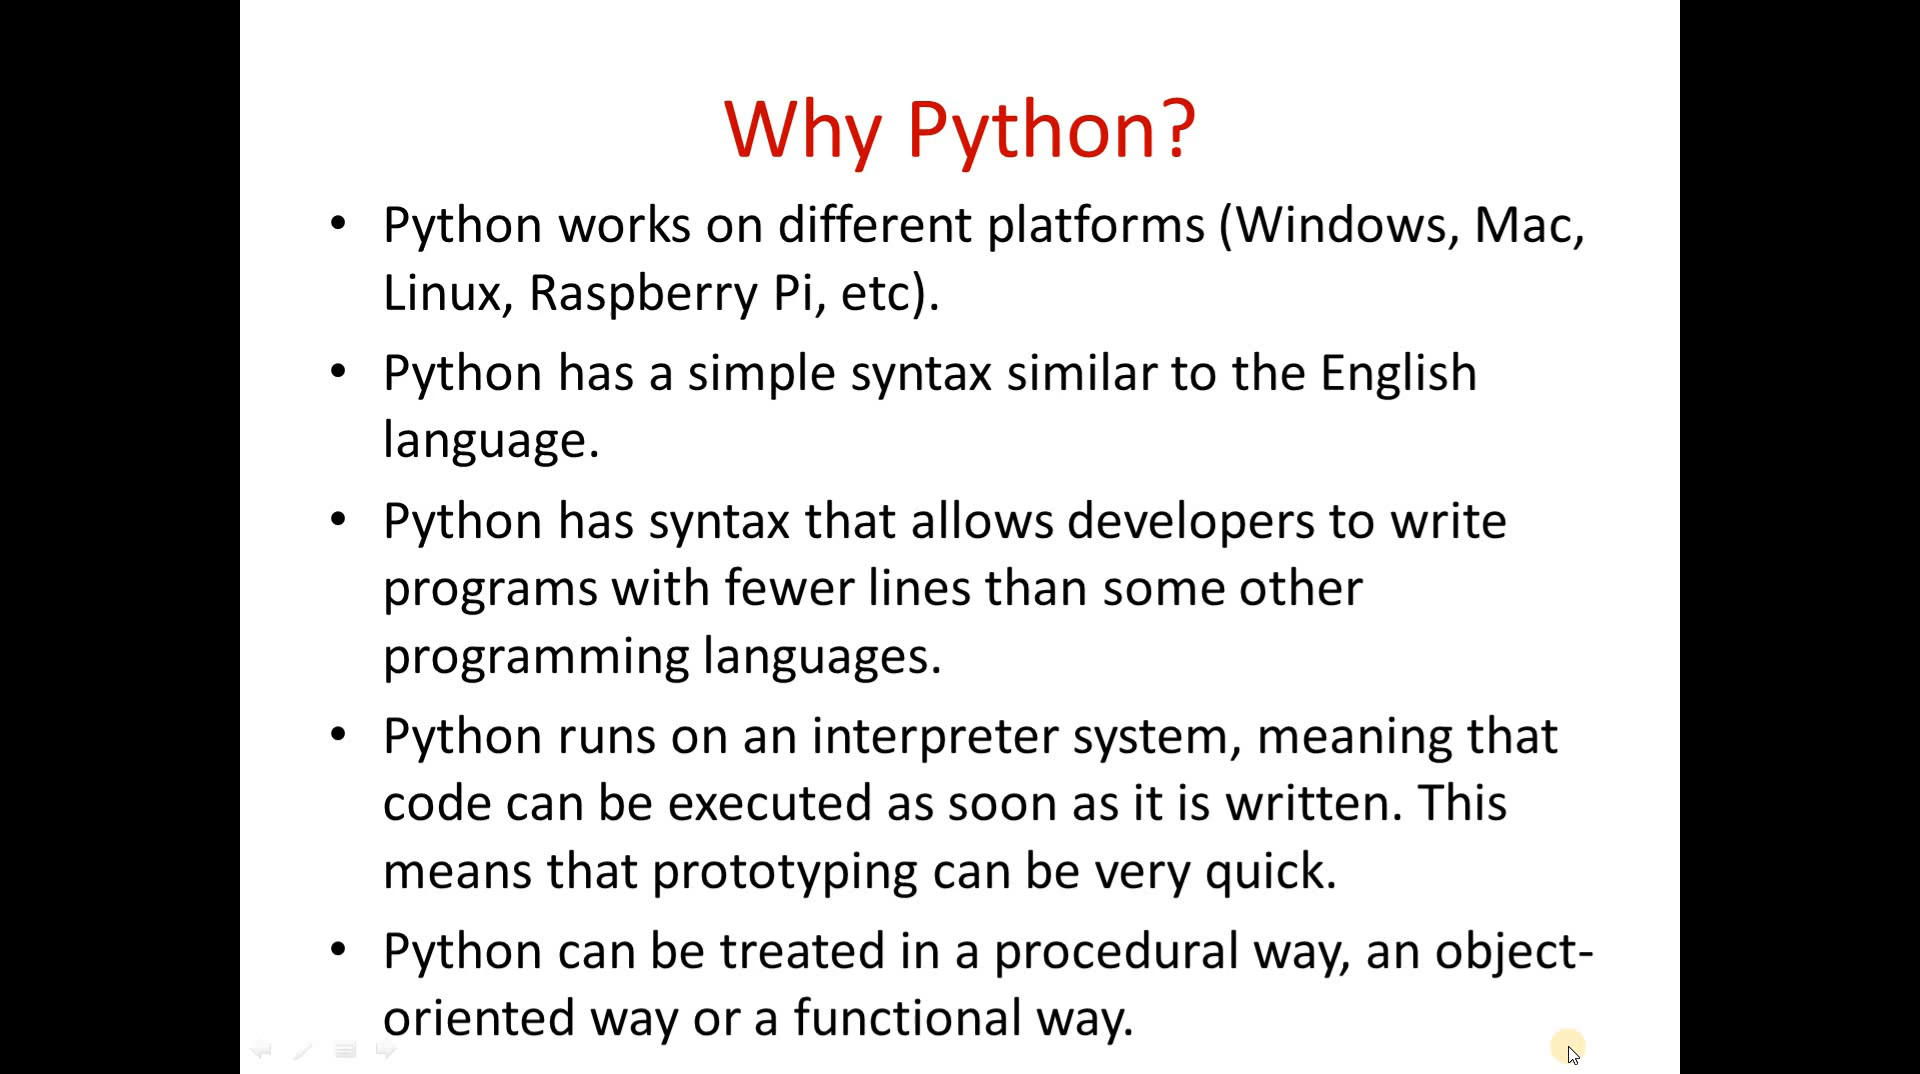 Why Python?
• Python works on different platforms (Windows, Mac,
Linux, Raspberry Pi, etc).
• Python has a simple syntax similar to the English
language.
• Python has syntax that allows developers to write
programs with fewer lines than some other
programming languages.
• Python runs on an interpreter system, meaning that
code can be executed as soon as it is written. This
means that prototyping can be very quick.
• Python can be treated in a procedural way, an object-
oriented way or a functional way.